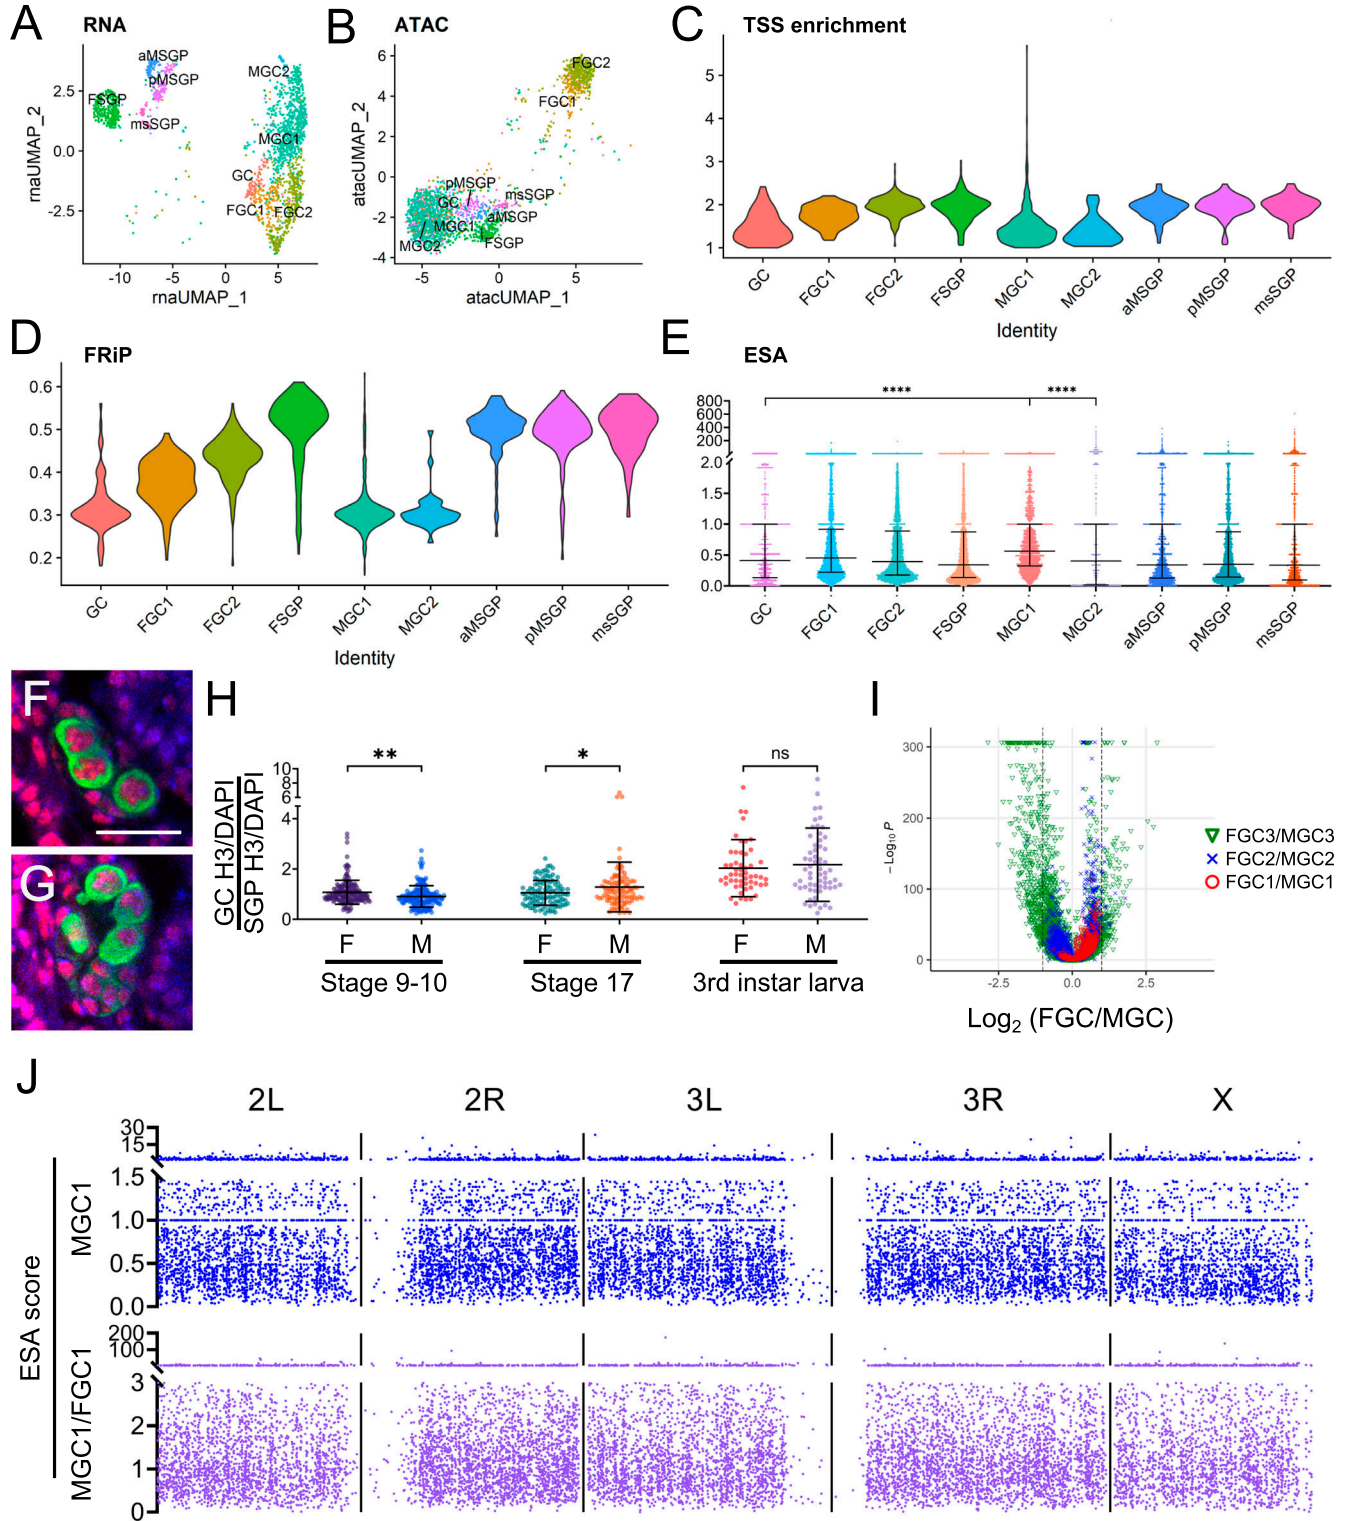 A
RNA
aMSGP
pMSGP
FSGP
msSGP
MGC2
MGC1
GC
FGC1
FGC2
2.5
0.0
-2.5
-10
-5
0
5
rnaUMAP_1
rnaUMAP_2
B
ATAC
FGC2
FGC1
pMSGP
msSGP
GC
aMSGP
MGC1
MGC2
FSGP
6
4
2
0
-2
-4
-5
0
5
atacUMAP_1
atacUMAP_2
C
TSS enrichment
5
4
3
2
1
GC
FGC1
FGC2
FSGP
MGC1
MGC2
aMSGP
pMSGP
msSGP
Identity
D
FRiP
0.6
0.5
0.4
0.3
0.2
GC
FGC1
FGC2
FSGP
MGC1
MGC2
aMSGP
pMSGP
msSGP
Identity
E
ESA
****
****
800
600
400
200
2.0
1.5
1.0
0.5
0.0
GC
FGC1
FGC2
FSGP
MGC1
MGC2
aMSGP
pMSGP
msSGP
F
G
H
GC H3/DAPI
SGP H3/DAPI
10
8
6
4
2
0
**
*
ns
F
M
F
M
F
M
Stage 9-10
Stage 17
3rd instar larva
I
300
200
100
0
– Log10 P
-2.5
0.0
2.5
Log2 (FGC/MGC)
FGC3/MGC3
FGC2/MGC2
FGC1/MGC1
J
2L
2R
3L
3R
X
ESA score
MGC1
30
15
1.5
1.0
0.5
0.0
MGC1/FGC1
200
100
3
2
1
0